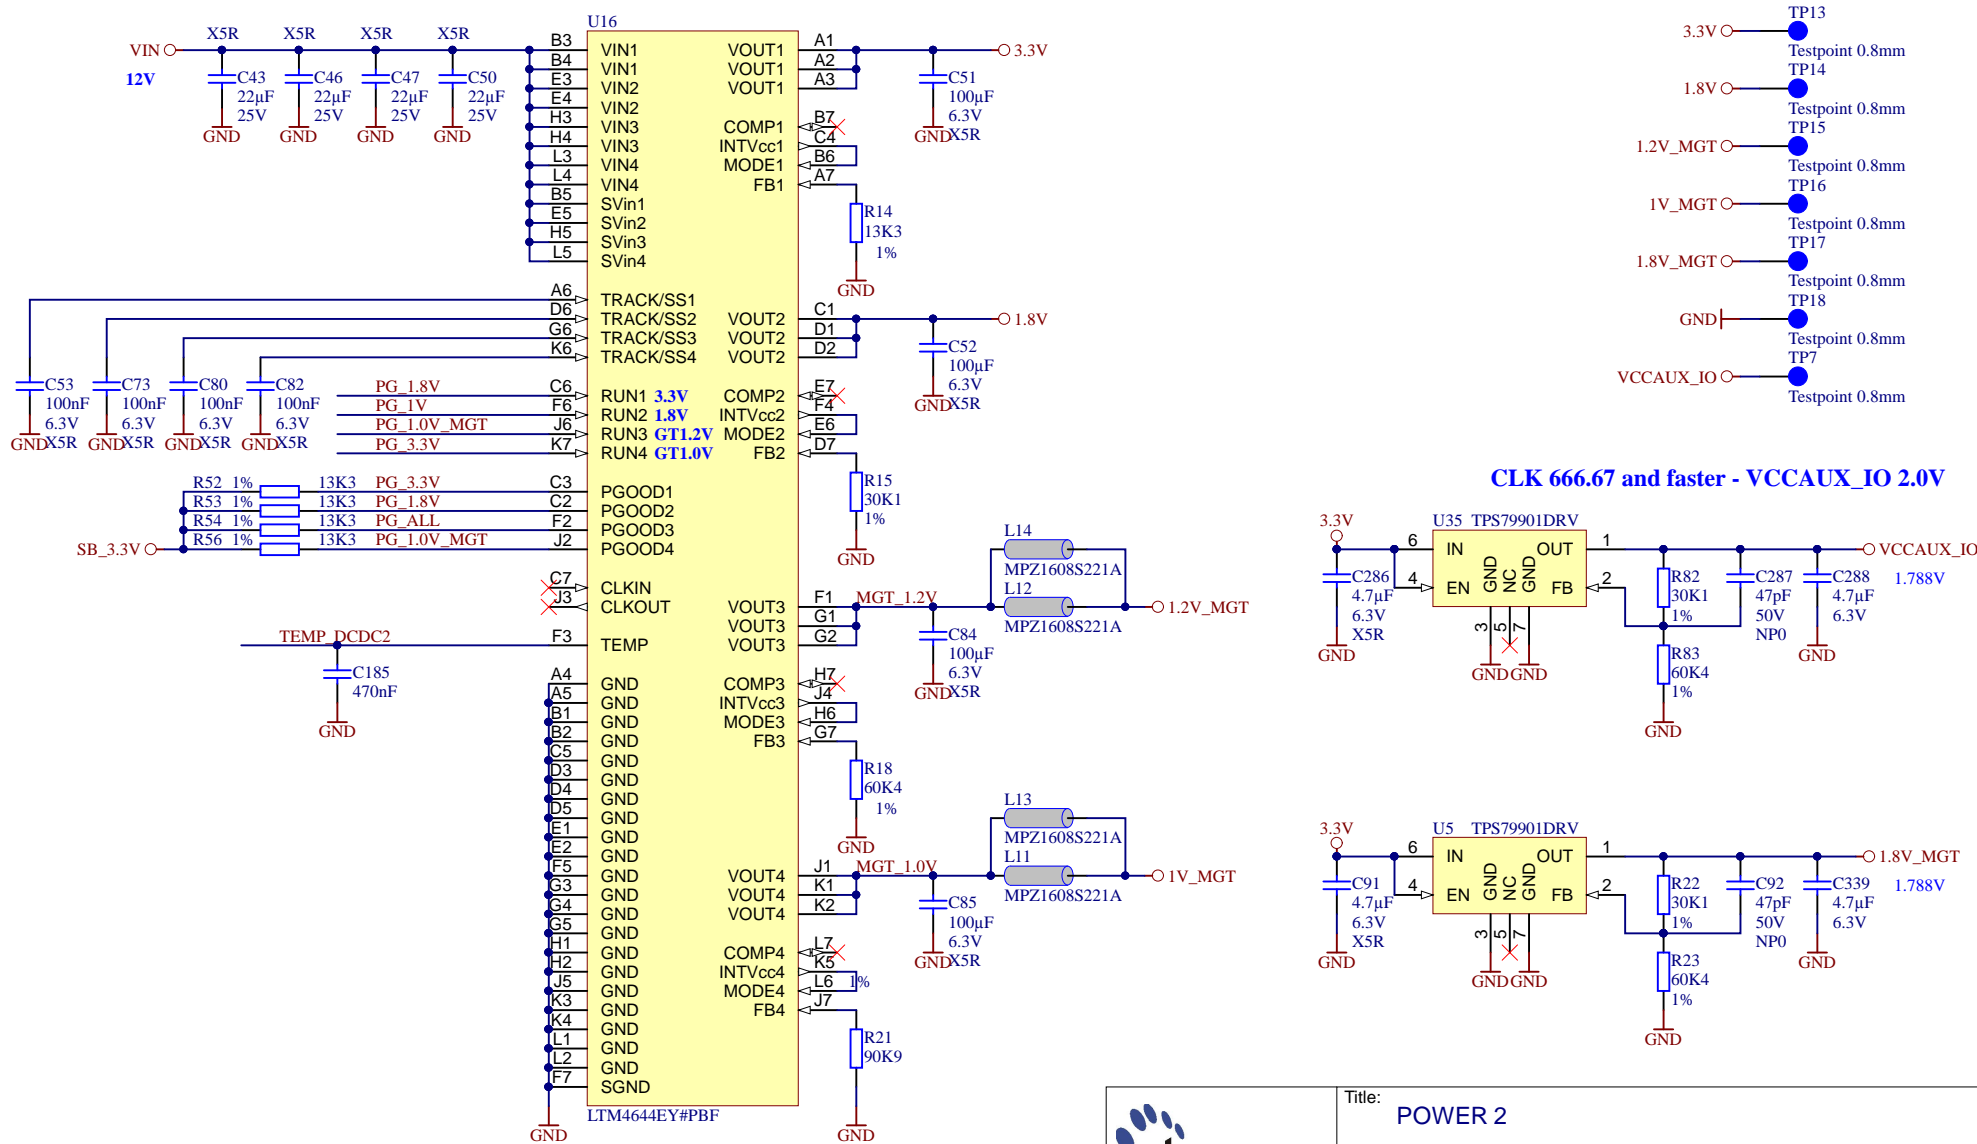 U16
VIN
12V
X5R X5R X5R X5R
C43
22µF
25V
GND
C46
22µF
25V
GND
C47
22µF
25V
GND
C50
22µF
25V
GND
B3 VIN1
B4 VIN1
E3 VIN2
E4 VIN2
H3 VIN3
H4 VIN3
L3 VIN4
L4 VIN4
B5 SVin1
E5 SVin2
H5 SVin3
L5 SVin4
A6 TRACK/SS1
D6 TRACK/SS2
G6 TRACK/SS3
K6 TRACK/SS4
C53
100nF
6.3V
X5R
GND
C73
100nF
6.3V
X5R
GND
C80
100nF
6.3V
X5R
GND
C82
100nF
6.3V
X5R
GND
PG_1.8V C6 RUN1 3.3V
PG_1V F6 RUN2 1.8V
PG_1.0V_MGT J6 RUN3 GT1.2V
PG_3.3V K7 RUN4 GT1.0V
SB_3.3V
R52 1% 13K3 PG_3.3V C3 PGOOD1
R53 1% 13K3 PG_1.8V C2 PGOOD2
R54 1% 13K3 PG_ALL F2 PGOOD3
R56 1% 13K3 PG_1.0V_MGT J2 PGOOD4
C7 CLKIN
J3 CLKOUT
TEMP_DCDC2 F3 TEMP
C185
470nF
GND
A4 GND
A5 GND
B1 GND
B2 GND
C5 GND
D3 GND
D4 GND
D5 GND
E1 GND
E2 GND
F5 GND
G3 GND
G4 GND
G5 GND
H1 GND
H2 GND
J5 GND
K3 GND
K4 GND
L1 GND
L2 GND
F7 SGND
GND
LTM4644EY#PBF
VOUT1 A1
VOUT1 A2
VOUT1 A3
3.3V
C51
100µF
6.3V
X5R
GND
COMP1 B7
INTVcc1 C4
MODE1 B6
FB1 A7
R14
13K3
1%
GND
VOUT2 C1
VOUT2 D1
VOUT2 D2
1.8V
C52
100µF
6.3V
X5R
GND
COMP2 E7
INTVcc2 F4
MODE2 E6
FB2 D7
R15
30K1
1%
GND
VOUT3 F1
VOUT3 G1
VOUT3 G2
MGT_1.2V
C84
100µF
6.3V
X5R
GND
L14
MPZ1608S221A
L12
MPZ1608S221A
1.2V_MGT
COMP3 H7
INTVcc3 J4
MODE3 H6
FB3 G7
R18
60K4
1%
GND
VOUT4 J1
VOUT4 K1
VOUT4 K2
MGT_1.0V
C85
100µF
6.3V
X5R
GND
L13
MPZ1608S221A
L11
MPZ1608S221A
1V_MGT
COMP4 L7
INTVcc4 K5
MODE4 L6
1%
FB4 J7
R21
90K9
GND
TP13
3.3V
Testpoint 0.8mm
TP14
1.8V
Testpoint 0.8mm
TP15
1.2V_MGT
Testpoint 0.8mm
TP16
1V_MGT
Testpoint 0.8mm
TP17
1.8V_MGT
Testpoint 0.8mm
TP18
GND
Testpoint 0.8mm
TP7
VCCAUX_IO
Testpoint 0.8mm
CLK 666.67 and faster - VCCAUX_IO 2.0V
3.3V
U35 TPS79901DRV
6 IN
4 EN
GND NC GND
3 5 7
GND GND
OUT 1
FB 2
C286
4.7µF
6.3V
X5R
GND
R82
30K1
1%
R83
60K4
1%
GND
C287
47pF
50V
NP0
C288
4.7µF
6.3V
GND
VCCAUX_IO
1.788V
3.3V
U5 TPS79901DRV
6 IN
4 EN
GND NC GND
3 5 7
GND GND
OUT 1
FB 2
C91
4.7µF
6.3V
X5R
GND
R22
30K1
1%
R23
60K4
1%
GND
C92
47pF
50V
NP0
C339
4.7µF
6.3V
GND
1.8V_MGT
1.788V
Title:
POWER 2